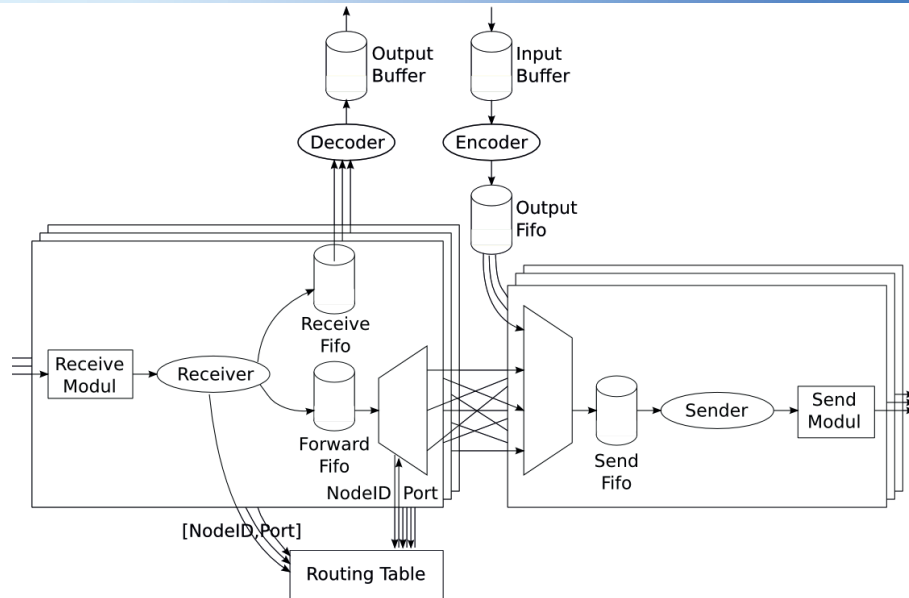 Output
Buffer
Input
Buffer
Decoder
Encoder
Output
Fifo
Receive
Fifo
Receive
Modul
Receiver
Forward
Fifo
Send
Fifo
Sender
Send
Modul
NodeID
Port
[NodeID,Port]
Routing Table